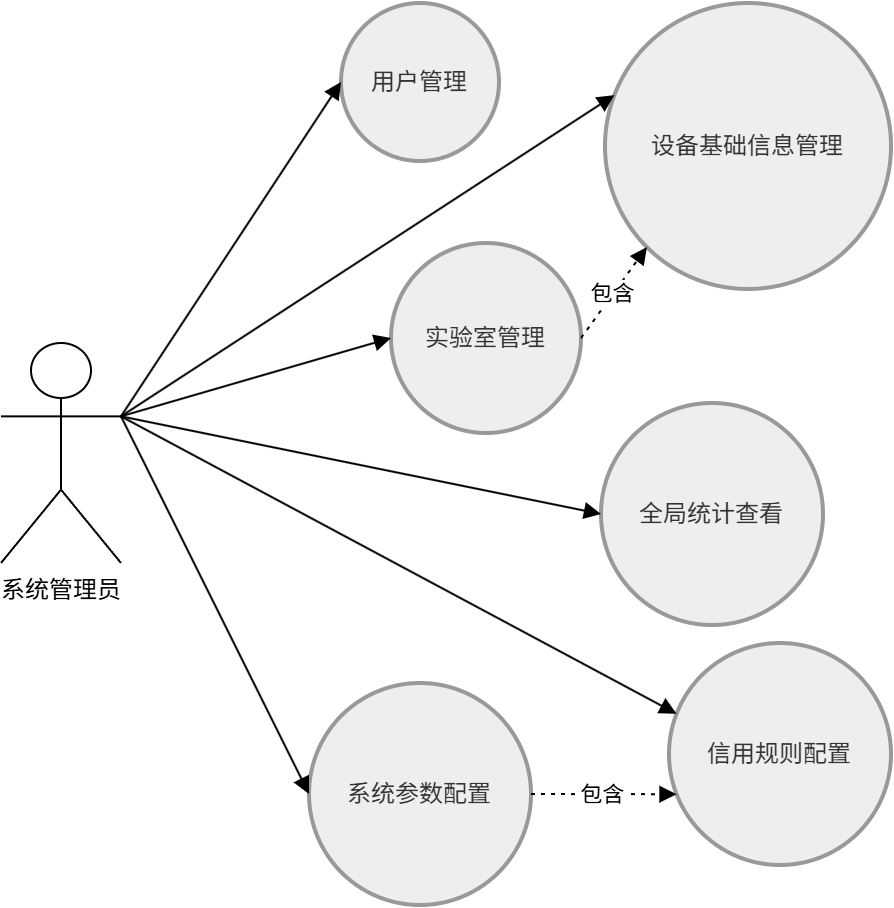 用户管理
设备基础信息管理
包含
实验室管理
全局统计查看
系统管理员
信用规则配置
系统参数配置
包含